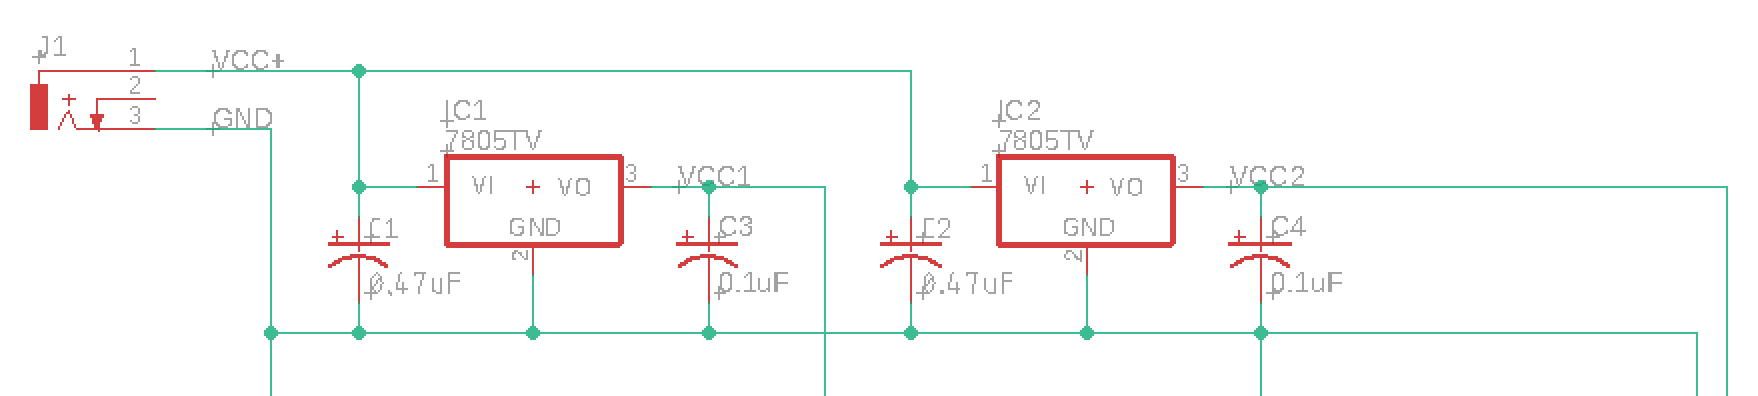 J1
1
VCC+
2
3
GND
IC1
7805TV
1
VI
VO
3
VCC1
GND
2
C1
0.47uF
C3
0.1uF
IC2
7805TV
1
VI
VO
3
VCC2
GND
2
C2
0.47uF
C4
0.1uF